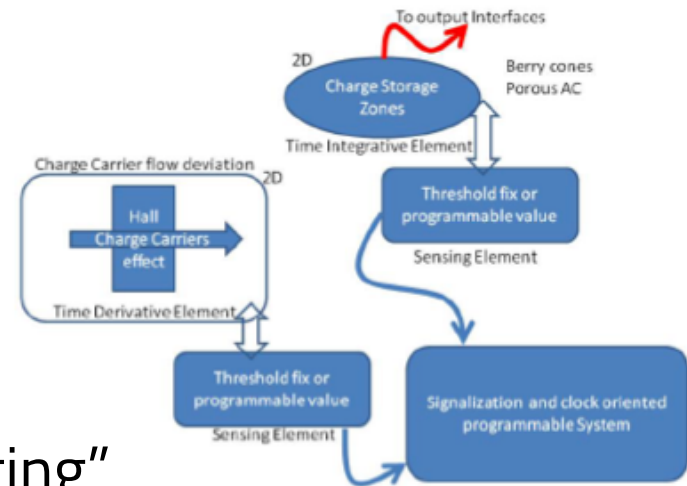 To output Interfaces
2D
Charge Storage
Zones
Berry cones
Porous AC
Time Integrative Element
Charge Carrier flow deviation
2D
Threshold fix or
programmable value
Hall
Charge Carriers
effect
Sensing Element
Time Derivative Element
Threshold fix or
programmable value
Signalization and clock oriented
programmable System
Sensing Element
ring”